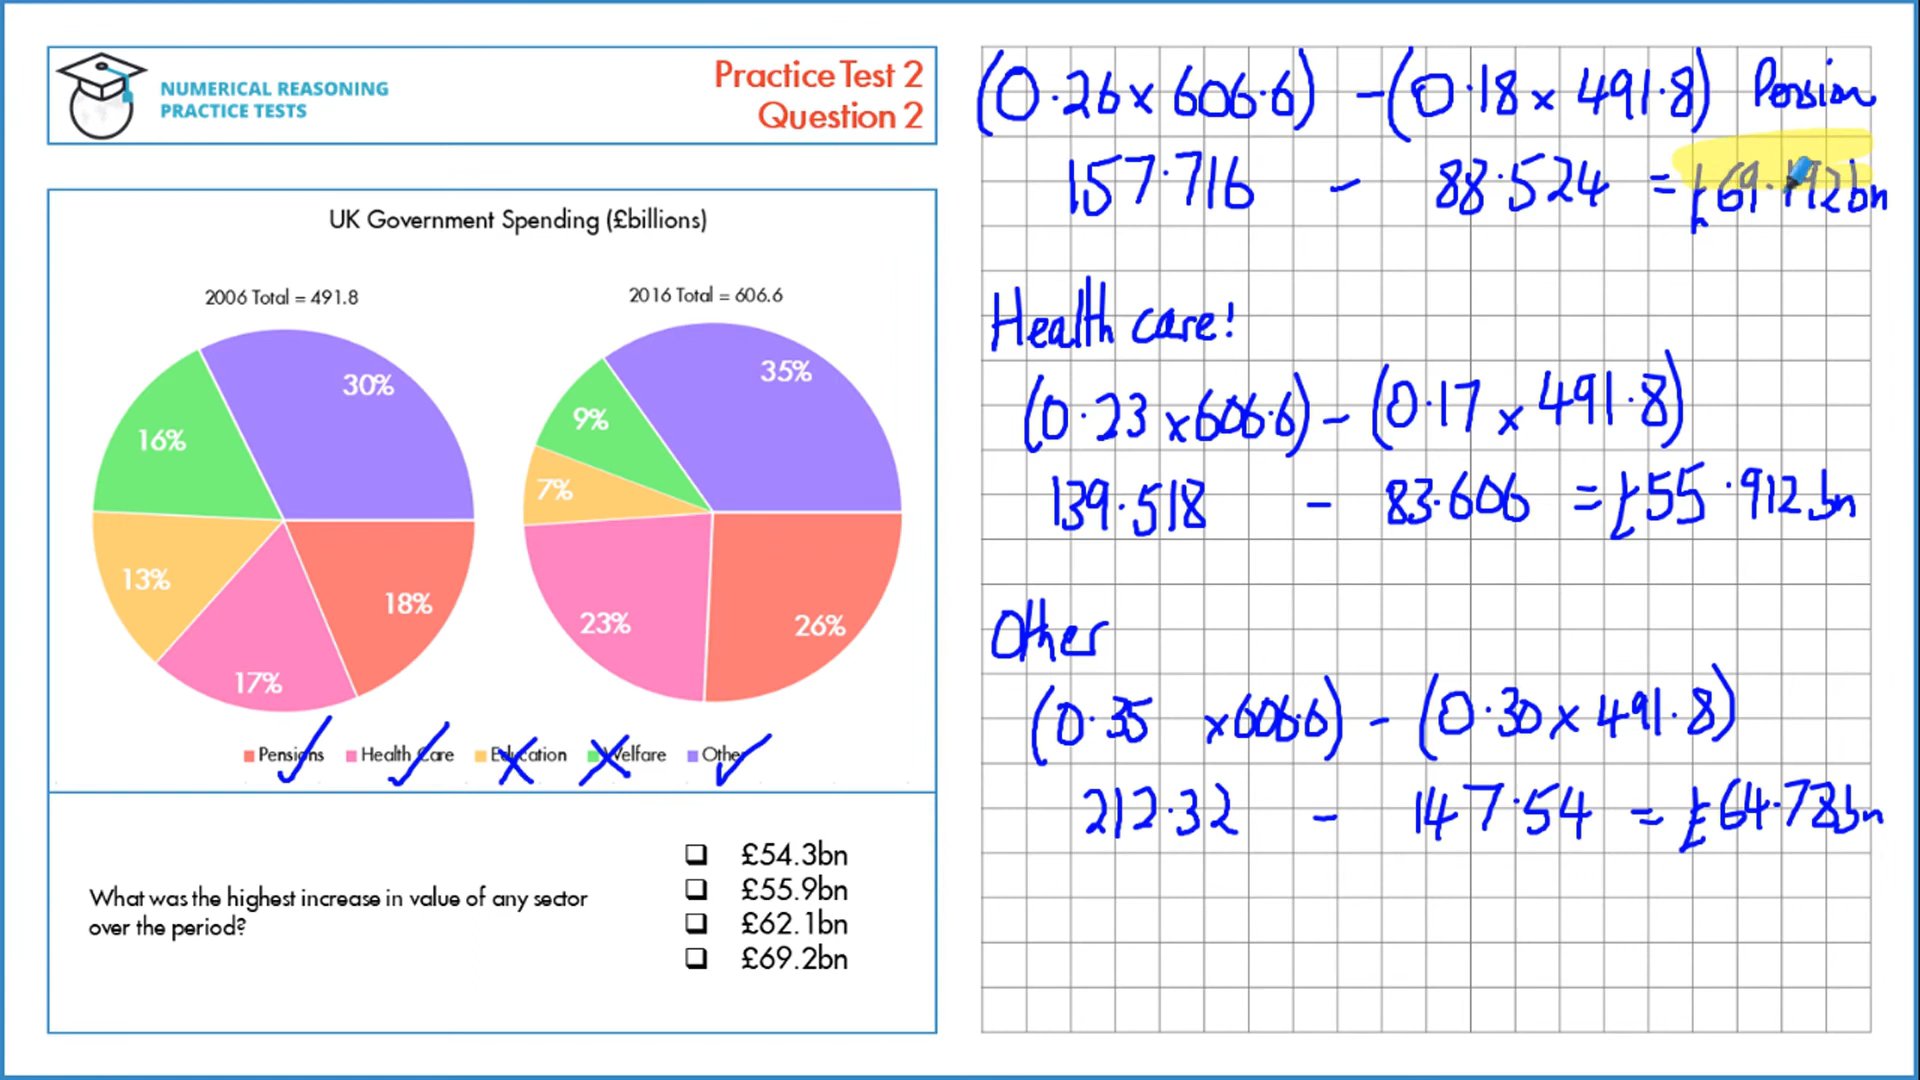 NUMERICAL REASONING
PRACTICE TESTS
Practice Test 2
Question 2
UK Government Spending (£billions)
2006 Total = 491.8
2016 Total = 606.6
30%
16%
13%
17%
18%
35%
9%
7%
23%
26%
Pensions Health Care Education Welfare Other
What was the highest increase in value of any sector
over the period?
£54.3bn
£55.9bn
£62.1bn
£69.2bn
(0.26 x 606.6) - (0.18 x 491.8) Pension
157.716 - 88.524 = £69.192bn
Health care!
(0.23 x 606.6) - (0.17 x 491.8)
139.518 - 83.606 = £55.912 bn
Other
(0.35 x 606.6) - (0.30 x 491.8)
212.32 - 147.54 = £64.78bn